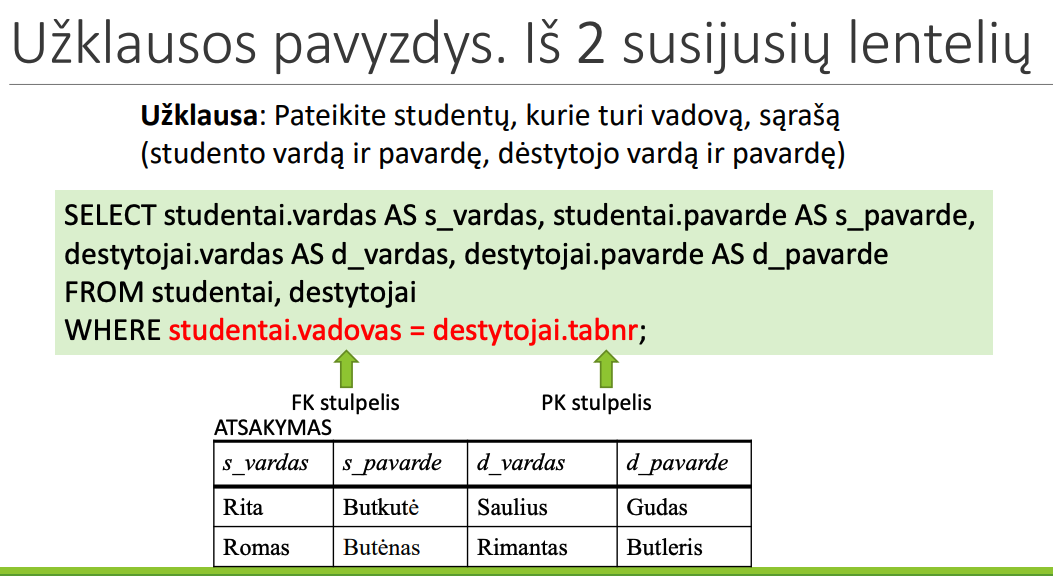 Užklausos pavyzdys. Iš 2 susijusių lentelių
Užklausa: Pateikite studentų, kurie turi vadovą, sąrašą
(studento vardą ir pavardę, dėstytojo vardą ir pavardę)
SELECT studentai.vardas AS s_vardas, studentai.pavarde AS s_pavarde,
destytojai.vardas AS d_vardas, destytojai.pavarde AS d_pavarde
FROM studentai, destytojai
WHERE studentai.vadovas = destytojai.tabnr;
FK stulpelis PK stulpelis
ATSAKYMAS
s_vardas s_pavarde d_vardas d_pavarde
Rita Butkutė Saulius Gudas
Romas Butėnas Rimantas Butleris